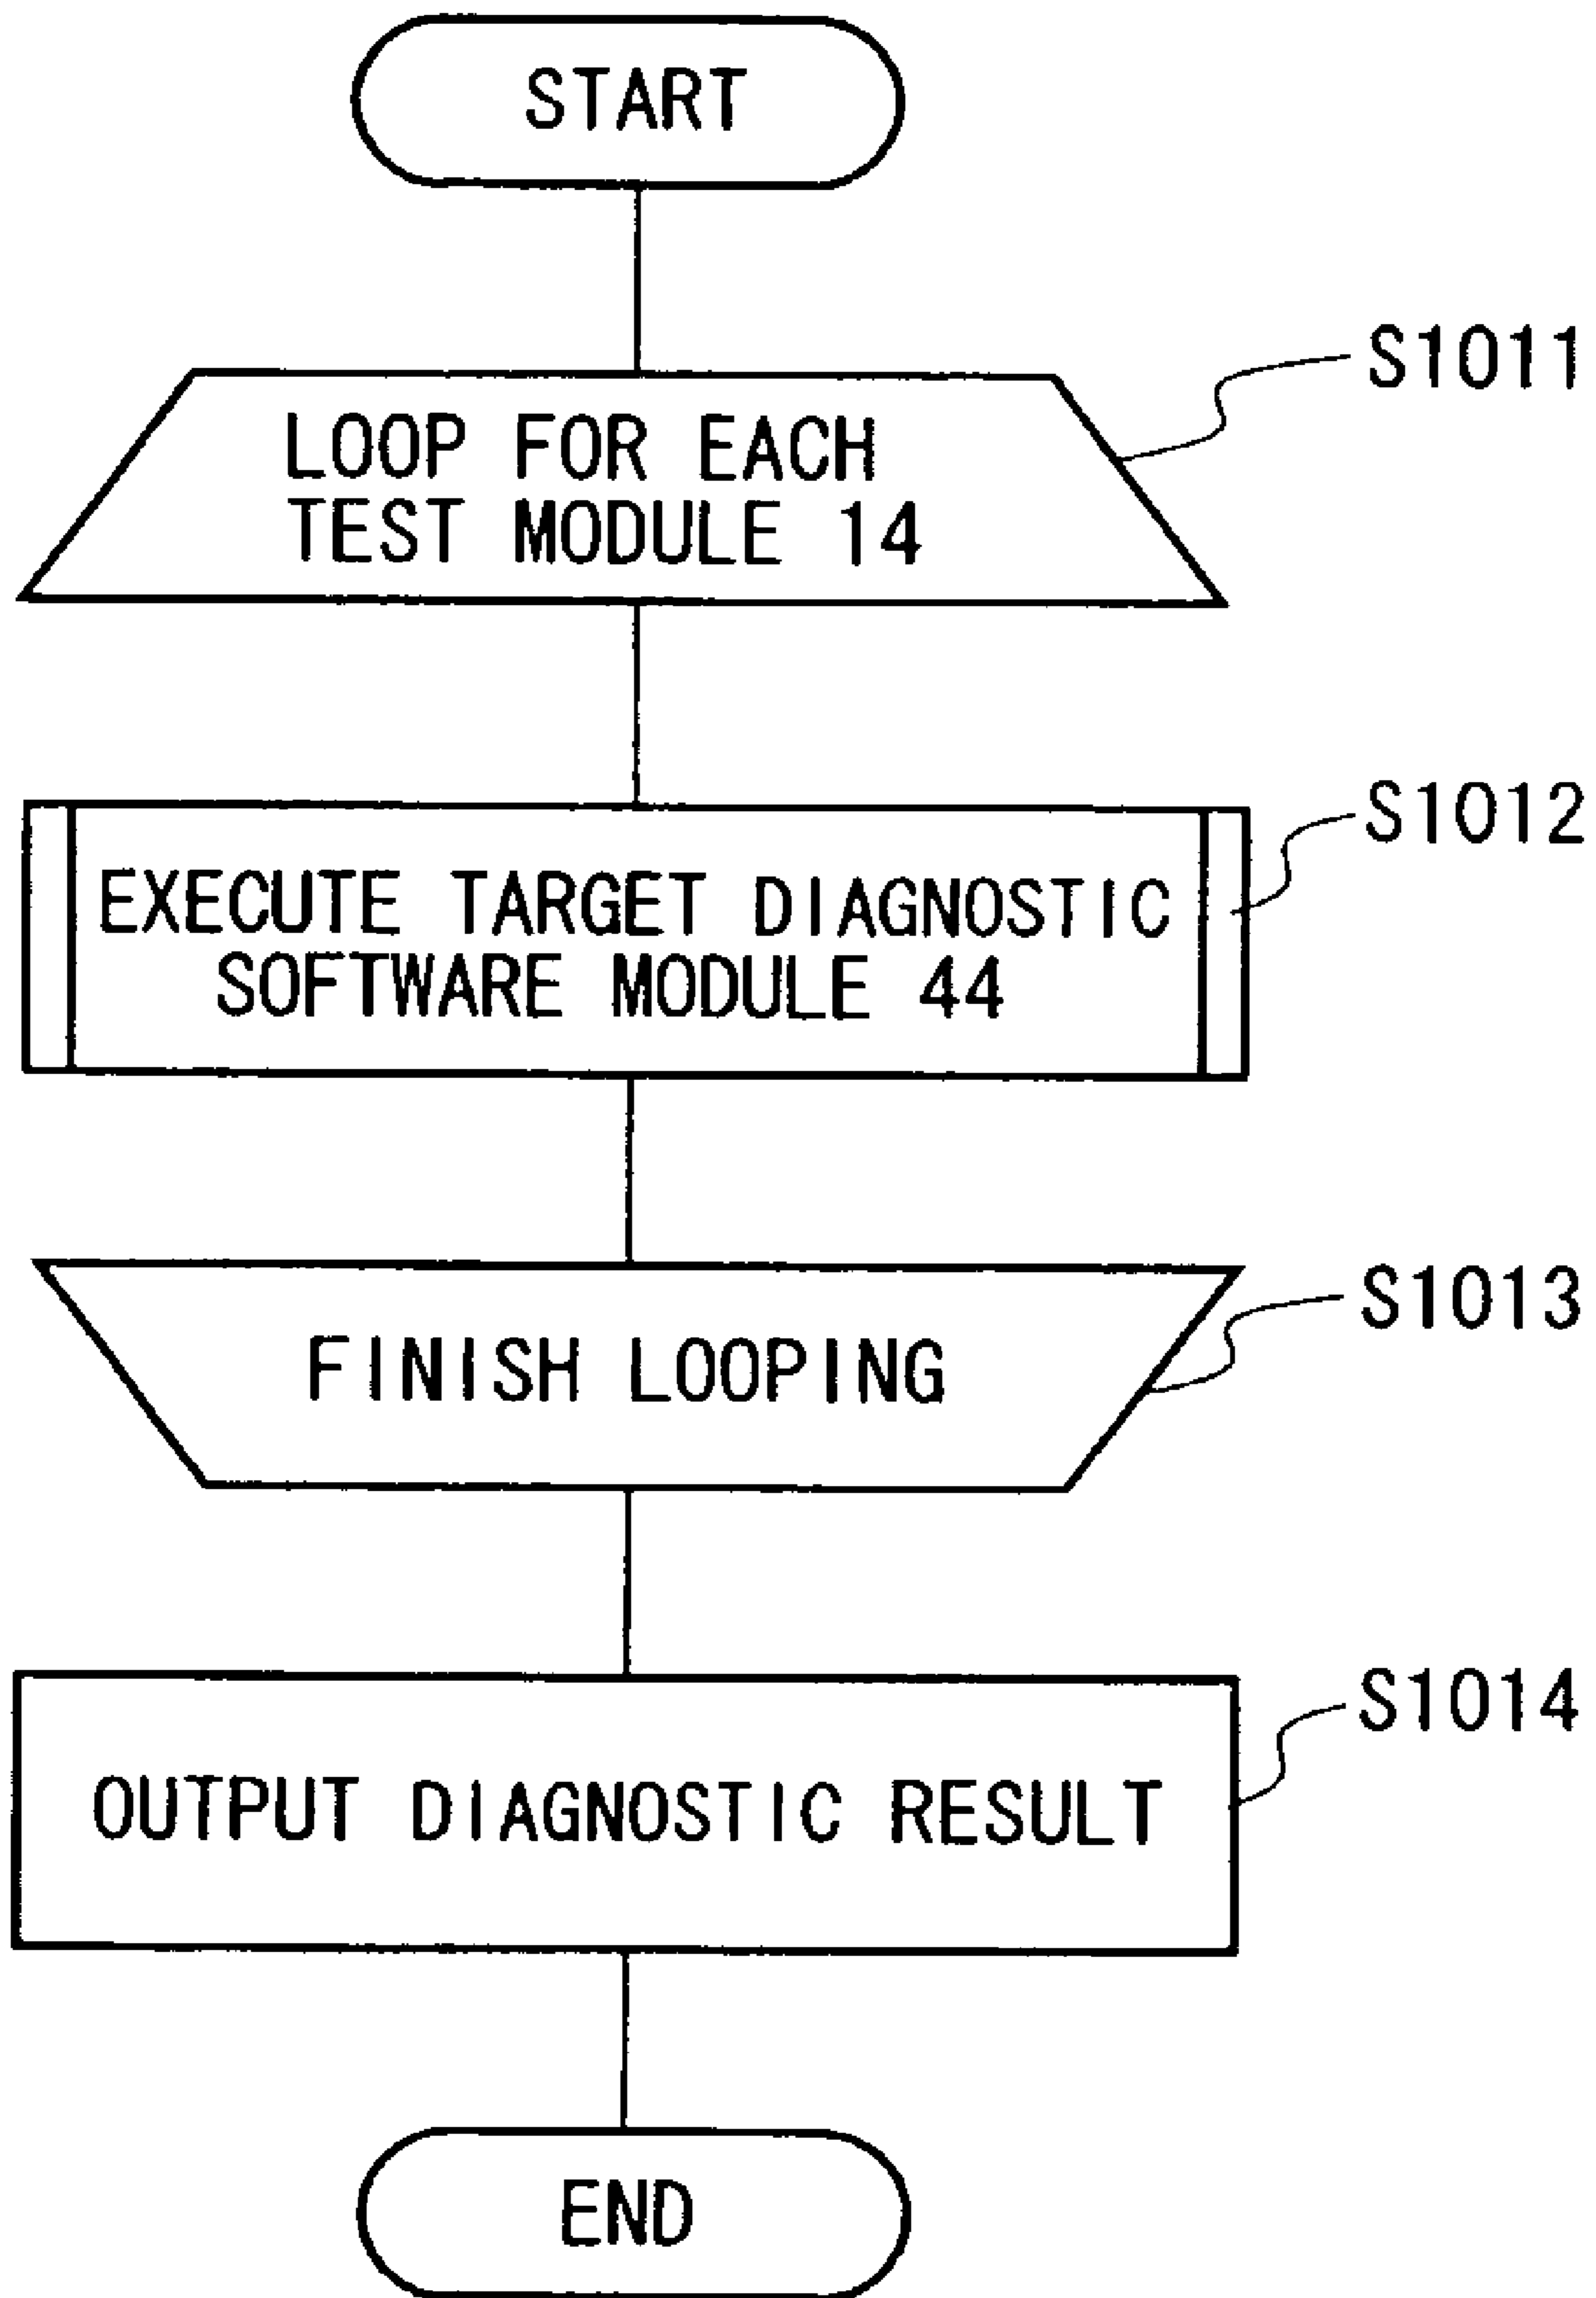 START
S1011
LOOP FOR EACH
TEST MODULE 14
S1012
EXECUTE TARGET DIAGNOSTIC
SOFTWARE MODULE 44
S1013
FINISH LOOPING
S1014
OUTPUT DIAGNOSTIC RESULT
END